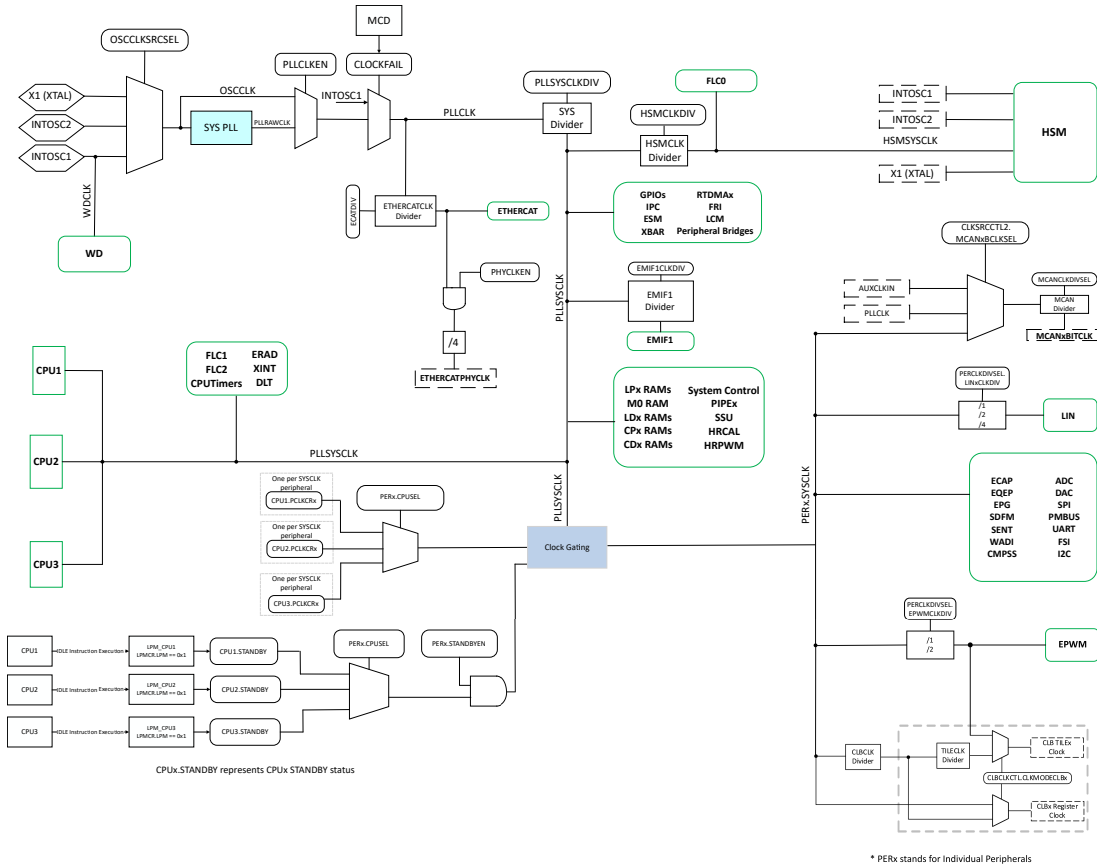 MCD
OSCCLKSRCSEL
PLLCLKEN
CLOCKFAIL
X1 (XTAL)
INTOSC2
INTOSC1
OSCCLK
SYS PLL
PLLRAWCLK
INTOSC1
PLLCLK
WDCLK
WD
ECATDIV
ETHERCATCLK
Divider
ETHERCAT
PHYCLKEN
/4
ETHERCATPHYCLK
PLLSYSCLKDIV
SYS
Divider
HSMCLKDIV
HSMCLK
Divider
FLC0
INTOSC1
INTOSC2
HSMSYSCLK
X1 (XTAL)
HSM
GPIOs RTDMAx
IPC FRI
ESM LCM
XBAR Peripheral Bridges
PLLSYSCLK
EMIF1CLKDIV
EMIF1
Divider
EMIF1
CLKSRCCTL2.
MCANxBCLKSEL
AUXCLKIN
PLLCLK
MCANCLKDIVSEL
MCAN
Divider
MCANxBITCLK
CPU1
CPU2
CPU3
FLC1 ERAD
FLC2 XINT
CPUTimers DLT
PLLSYSCLK
LPx RAMs System Control
M0 RAM PIPEx
LDx RAMs SSU
CPx RAMs HRCAL
CDx RAMs HRPWM
PERCLKDIVSEL.
LINxCLKDIV
/1
/2
/4
LIN
One per SYSCLK
peripheral
CPU1.PCLKCRx
One per SYSCLK
peripheral
CPU2.PCLKCRx
One per SYSCLK
peripheral
CPU3.PCLKCRx
PERx.CPUSEL
PLLSYSCLK
Clock Gating
PERx.SYSCLK
ECAP ADC
EQEP DAC
EPG SPI
SDFM PMBUS
SENT UART
WADI FSI
CMPSS I2C
PERCLKDIVSEL.
EPWMCLKDIV
/1
/2
EPWM
CPU1
IDLE Instruction Execution
LPM_CPU1
LPMCR.LPM == 0x1
CPU1.STANDBY
CPU2
IDLE Instruction Execution
LPM_CPU2
LPMCR.LPM == 0x1
CPU2.STANDBY
CPU3
IDLE Instruction Execution
LPM_CPU3
LPMCR.LPM == 0x1
CPU3.STANDBY
PERx.CPUSEL
PERx.STANDBYEN
CPUx.STANDBY represents CPUx STANDBY status
CLBCLK
Divider
TILECLK
Divider
CLB TILEx
Clock
CLBCLKCTL.CLKMODECLBx
CLBx Register
Clock
* PERx stands for Individual Peripherals